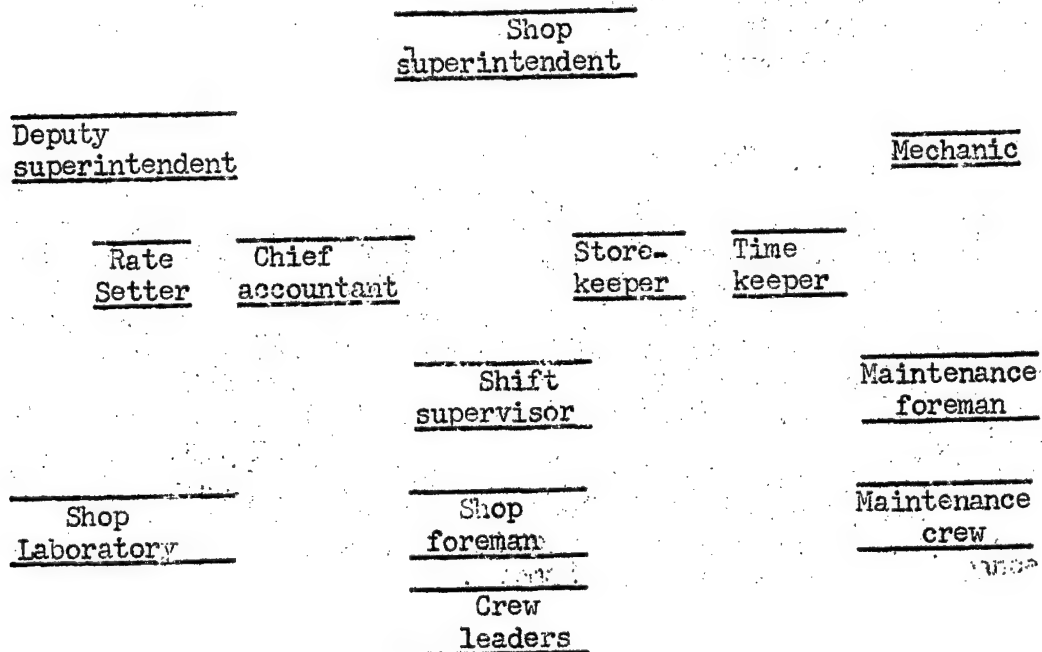 Shop
superintendent
Deputy
superintendent
Mechanic
Rate
Setter
Chief
accountant
Store-
keeper
Time
keeper
Shift
supervisor
Maintenance
foreman
Shop
Laboratory
Shop
foreman
Maintenance
crew
Crew
leaders